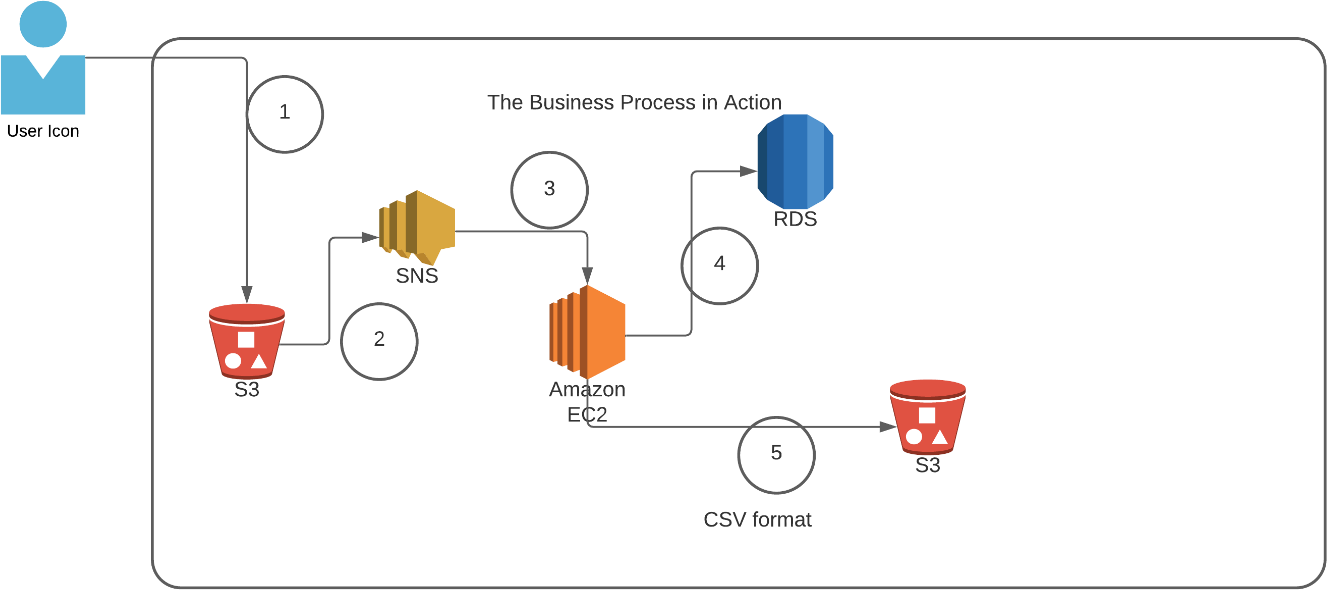 User Icon
1
The Business Process in Action
3
RDS
SNS
4
2
S3
Amazon
EC2
5
S3
CSV format